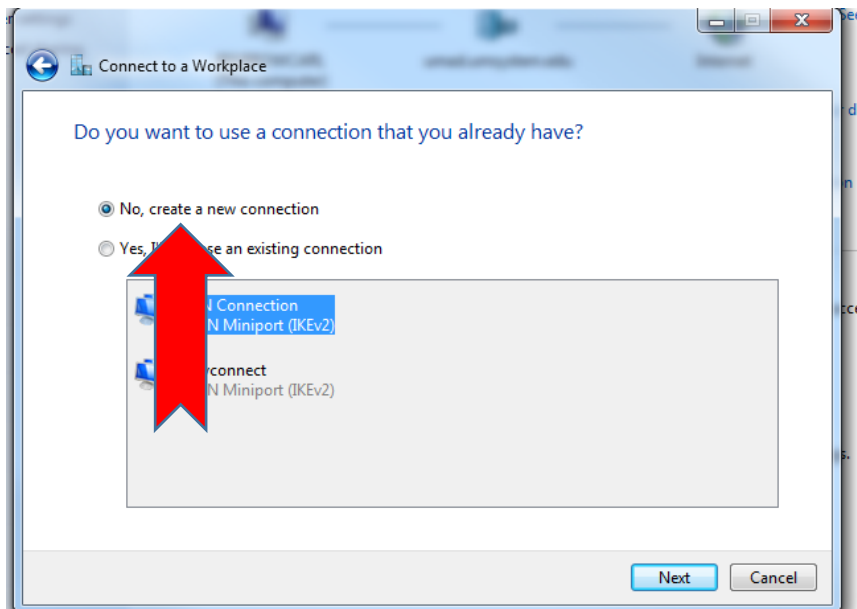 Connect to a Workplace
Do you want to use a connection that you already have?
No, create a new connection
Yes, se an existing connection
Connection
N Miniport (IKEv2)
connect
N Miniport (IKEv2)
Next Cancel